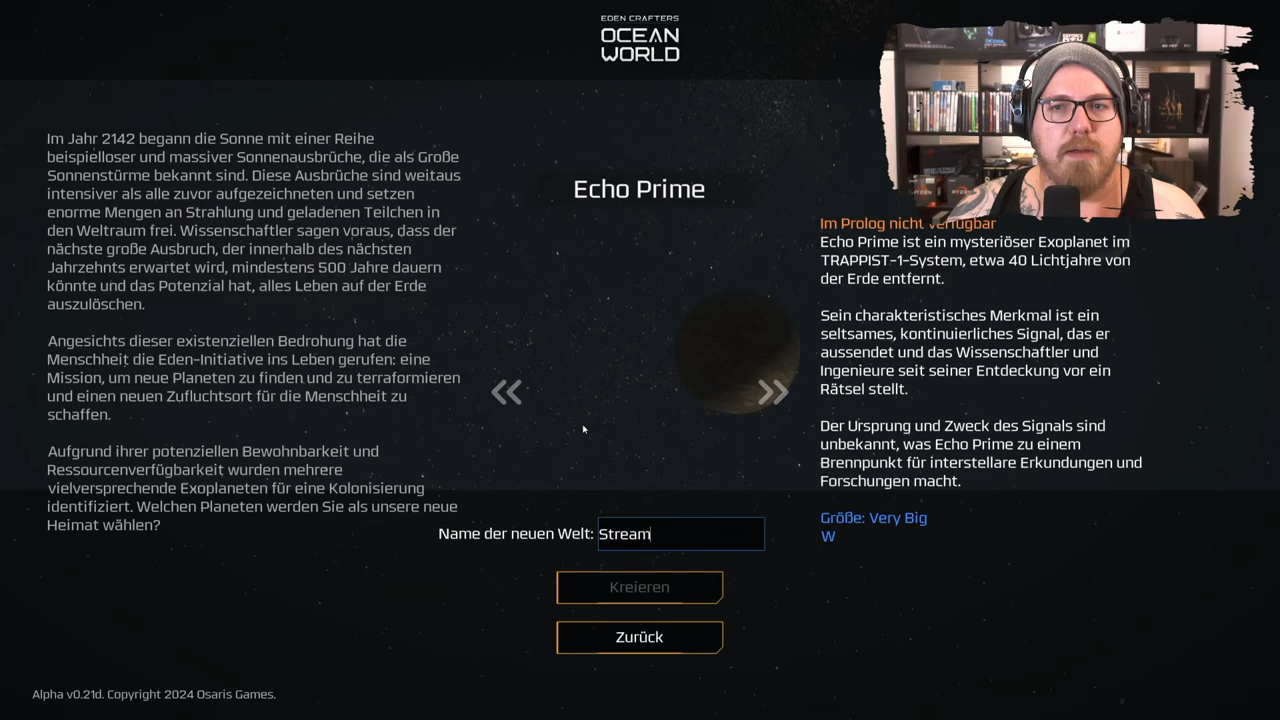 EDEN CRAFTERS
OCEAN
WORLD
Im Jahr 2142 begann die Sonne mit einer Reihe
beispielloser und massiver Sonnenausbrüche, die als Große
Sonnenstürme bekannt sind. Diese Ausbrüche sind weitaus
intensiver als alle zuvor aufgezeichneten und setzen
enorme Mengen an Strahlung und geladenen Teilchen in
den Weltraum frei. Wissenschaftler sagen voraus, dass der
nächste große Ausbruch, der innerhalb des nächsten
Jahrzehnts erwartet wird, mindestens 500 Jahre dauern
könnte und das Potenzial hat, alles Leben auf der Erde
auszulöschen.
Angesichts dieser existenziellen Bedrohung hat die
Menschheit die Eden-Initiative ins Leben gerufen: eine
Mission, um neue Planeten zu finden und zu terraformieren
und einen neuen Zufluchtsort für die Menschheit zu
schaffen.
Aufgrund ihrer potenziellen Bewohnbarkeit und
Ressourcenverfügbarkeit wurden mehrere
vielversprechende Exoplaneten für eine Kolonisierung
identifiziert. Welchen Planeten werden Sie als unsere neue
Heimat wählen?
Echo Prime
Im Prolog nicht verfügbar
Echo Prime ist ein mysteriöser Exoplanet im
TRAPPIST-1-System, etwa 40 Lichtjahre von
der Erde entfernt.
Sein charakteristisches Merkmal ist ein
seltsames, kontinuierliches Signal, das er
aussendet und das Wissenschaftler und
Ingenieure seit seiner Entdeckung vor ein
Rätsel stellt.
Der Ursprung und Zweck des Signals sind
unbekannt, was Echo Prime zu einem
Brennpunkt für interstellare Erkundungen und
Forschungen macht.
Größe: Very Big
W
Name der neuen Welt: Stream
Kreieren
Zurück
Alpha v0.21d. Copyright 2024 Osaris Games.